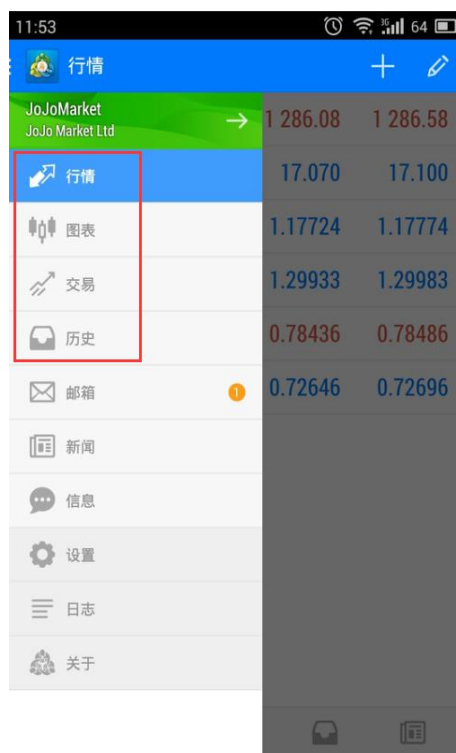 11:53
3G
64
行情
JoJoMarket
JoJo Market Ltd
1 286.08 1 286.58
行情
17.070 17.100
图表
1.17724 1.17774
交易
1.29933 1.29983
历史
0.78436 0.78486
邮箱 1
0.72646 0.72696
新闻
信息
设置
日志
关于